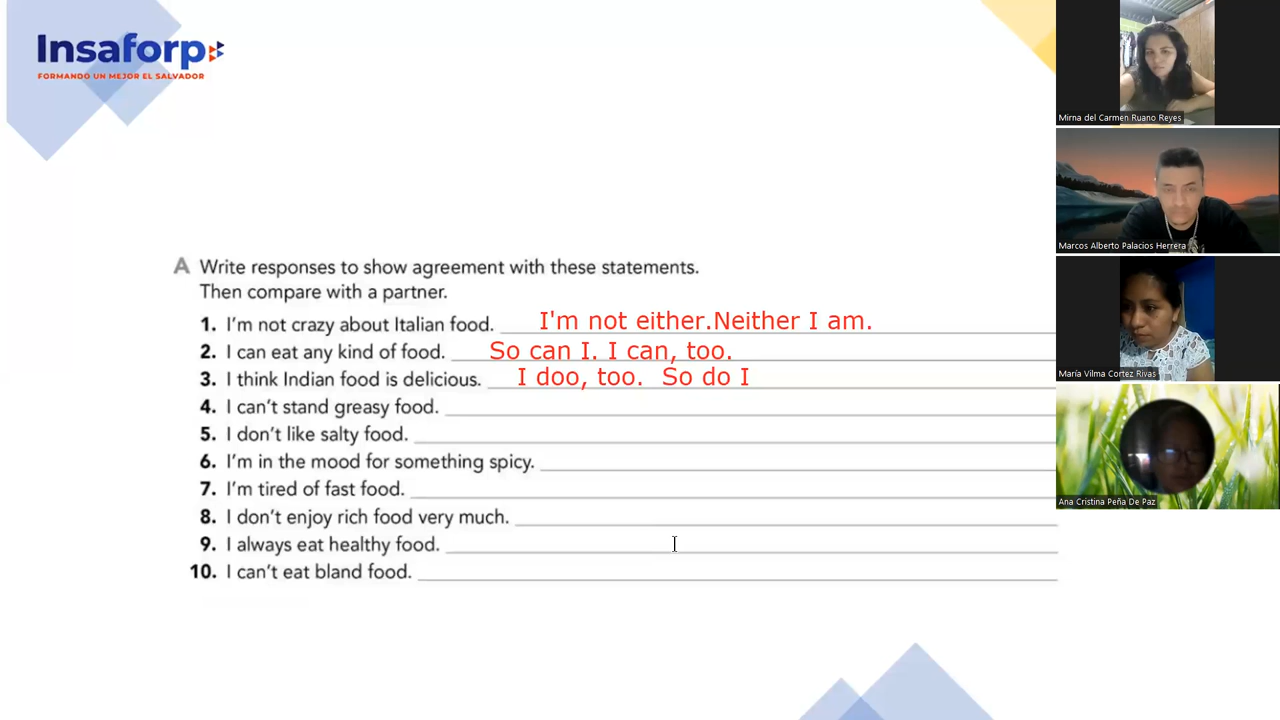 Insaforp
FORMANDO UN MEJOR EL SALVADOR
A Write responses to show agreement with these statements.
Then compare with a partner.
1. I'm not crazy about Italian food. I'm not either.Neither I am.
2. I can eat any kind of food. So can I. I can, too.
3. I think Indian food is delicious. I doo, too. So do I
4. I can't stand greasy food.
5. I don't like salty food.
6. I'm in the mood for something spicy.
7. I'm tired of fast food.
8. I don't enjoy rich food very much.
9. I always eat healthy food.
10. I can't eat bland food.
Mirna del Carmen Ruano Reyes
Marcos Alberto Palacios Herrera
María Vilma Cortez Rivas
Ana Cristina Peña De Paz